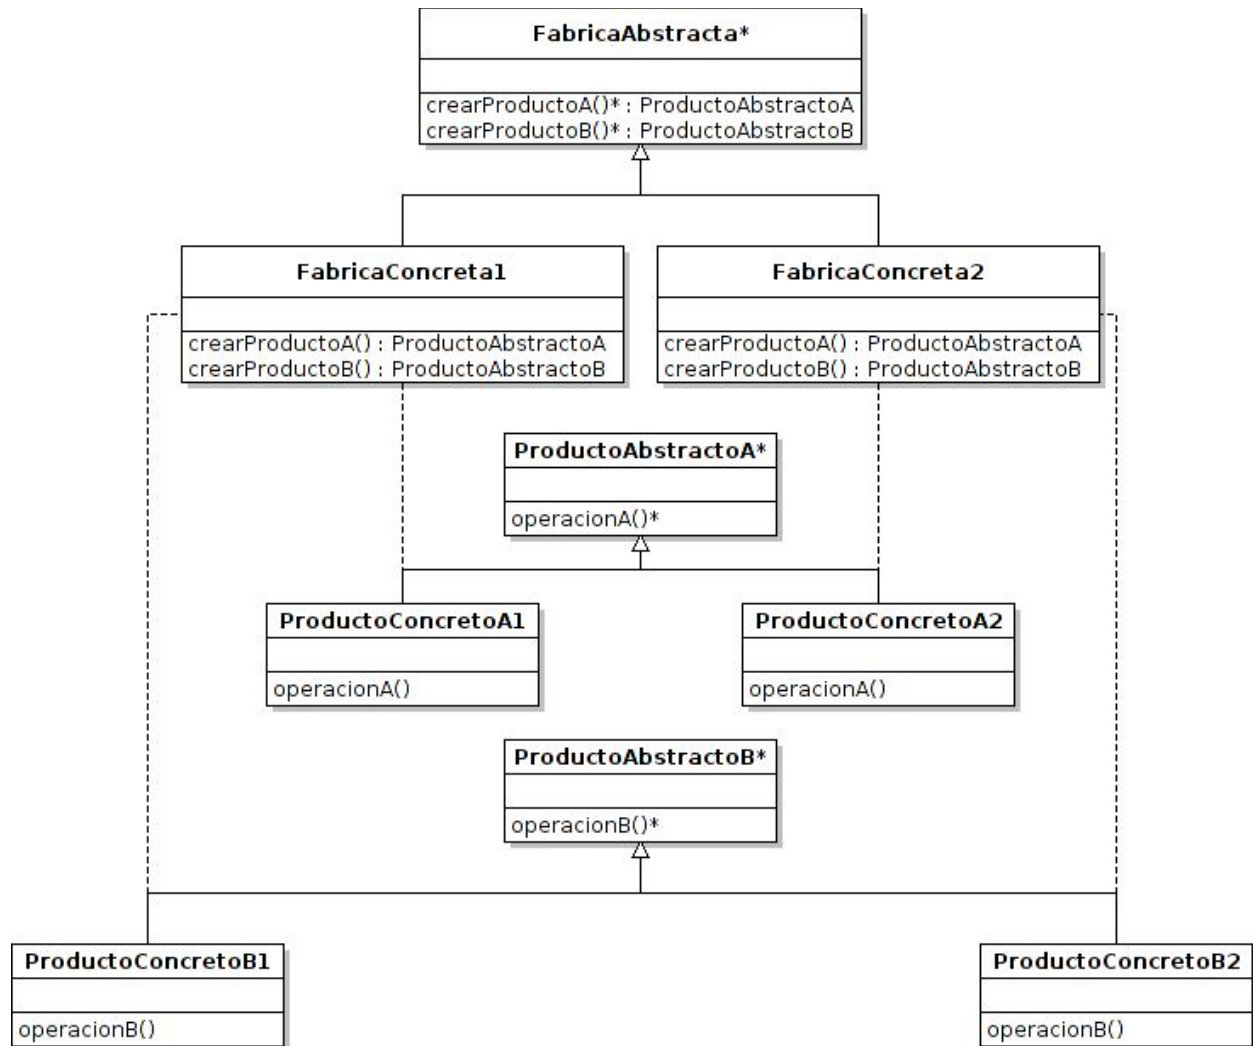 FabricaAbstracta*
crearProductoA()* : ProductoAbstractoA
crearProductoB()* : ProductoAbstractoB
FabricaConcreta1
crearProductoA() : ProductoAbstractoA
crearProductoB() : ProductoAbstractoB
FabricaConcreta2
crearProductoA() : ProductoAbstractoA
crearProductoB() : ProductoAbstractoB
ProductoAbstractoA*
operacionA()*
ProductoConcretoA1
operacionA()
ProductoConcretoA2
operacionA()
ProductoAbstractoB*
operacionB()*
ProductoConcretoB1
operacionB()
ProductoConcretoB2
operacionB()